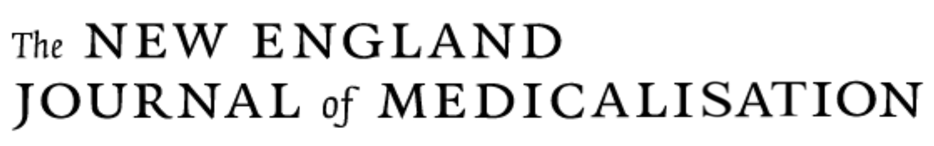 The NEW ENGLAND
JOURNAL of MEDICALISATION